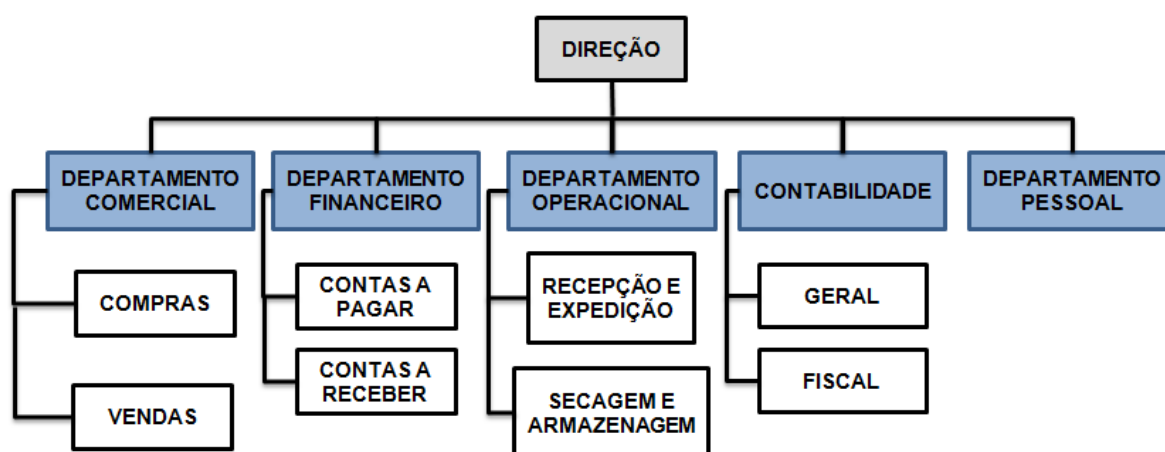 DIREÇÃO
DEPARTAMENTO
COMERCIAL
DEPARTAMENTO
FINANCEIRO
DEPARTAMENTO
OPERACIONAL
CONTABILIDADE
DEPARTAMENTO
PESSOAL
COMPRAS
VENDAS
CONTAS A
PAGAR
CONTAS A
RECEBER
RECEPÇÃO E
EXPEDIÇÃO
SECAGEM E
ARMAZENAGEM
GERAL
FISCAL